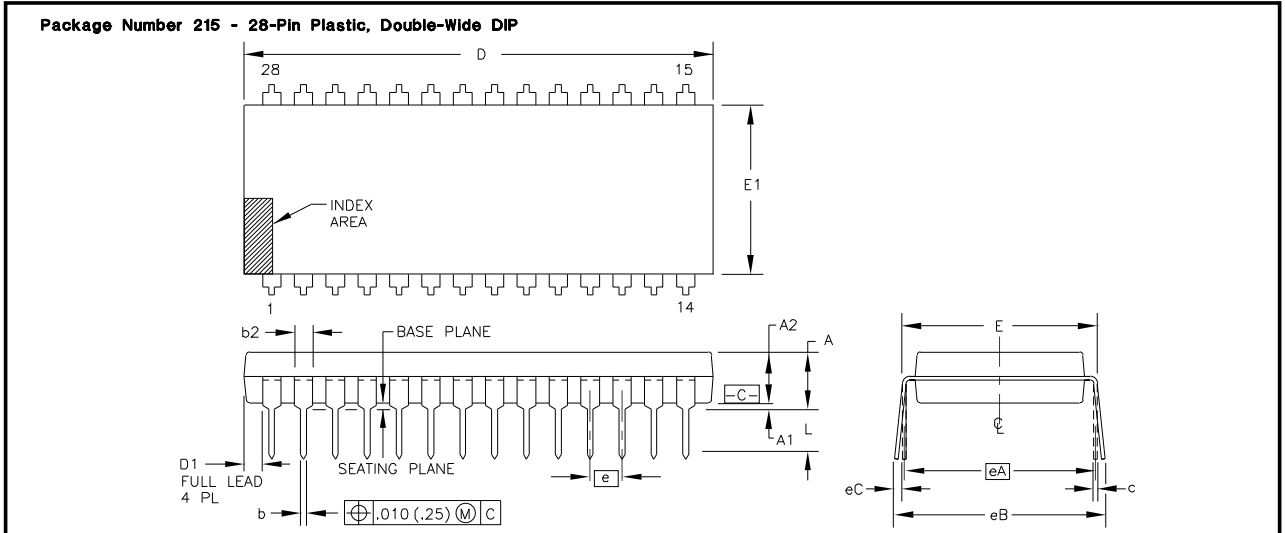 Package Number 215 - 28-Pin Plastic, Double-Wide DIP
D
28
15
E1
INDEX
AREA
1
14
b2
BASE PLANE
A2
A
E
-C-
A1
L
D1
FULL LEAD
4 PL
SEATING PLANE
e
eA
eC
c
b
⌖ .010 (.25) Ⓜ C
eB
℄